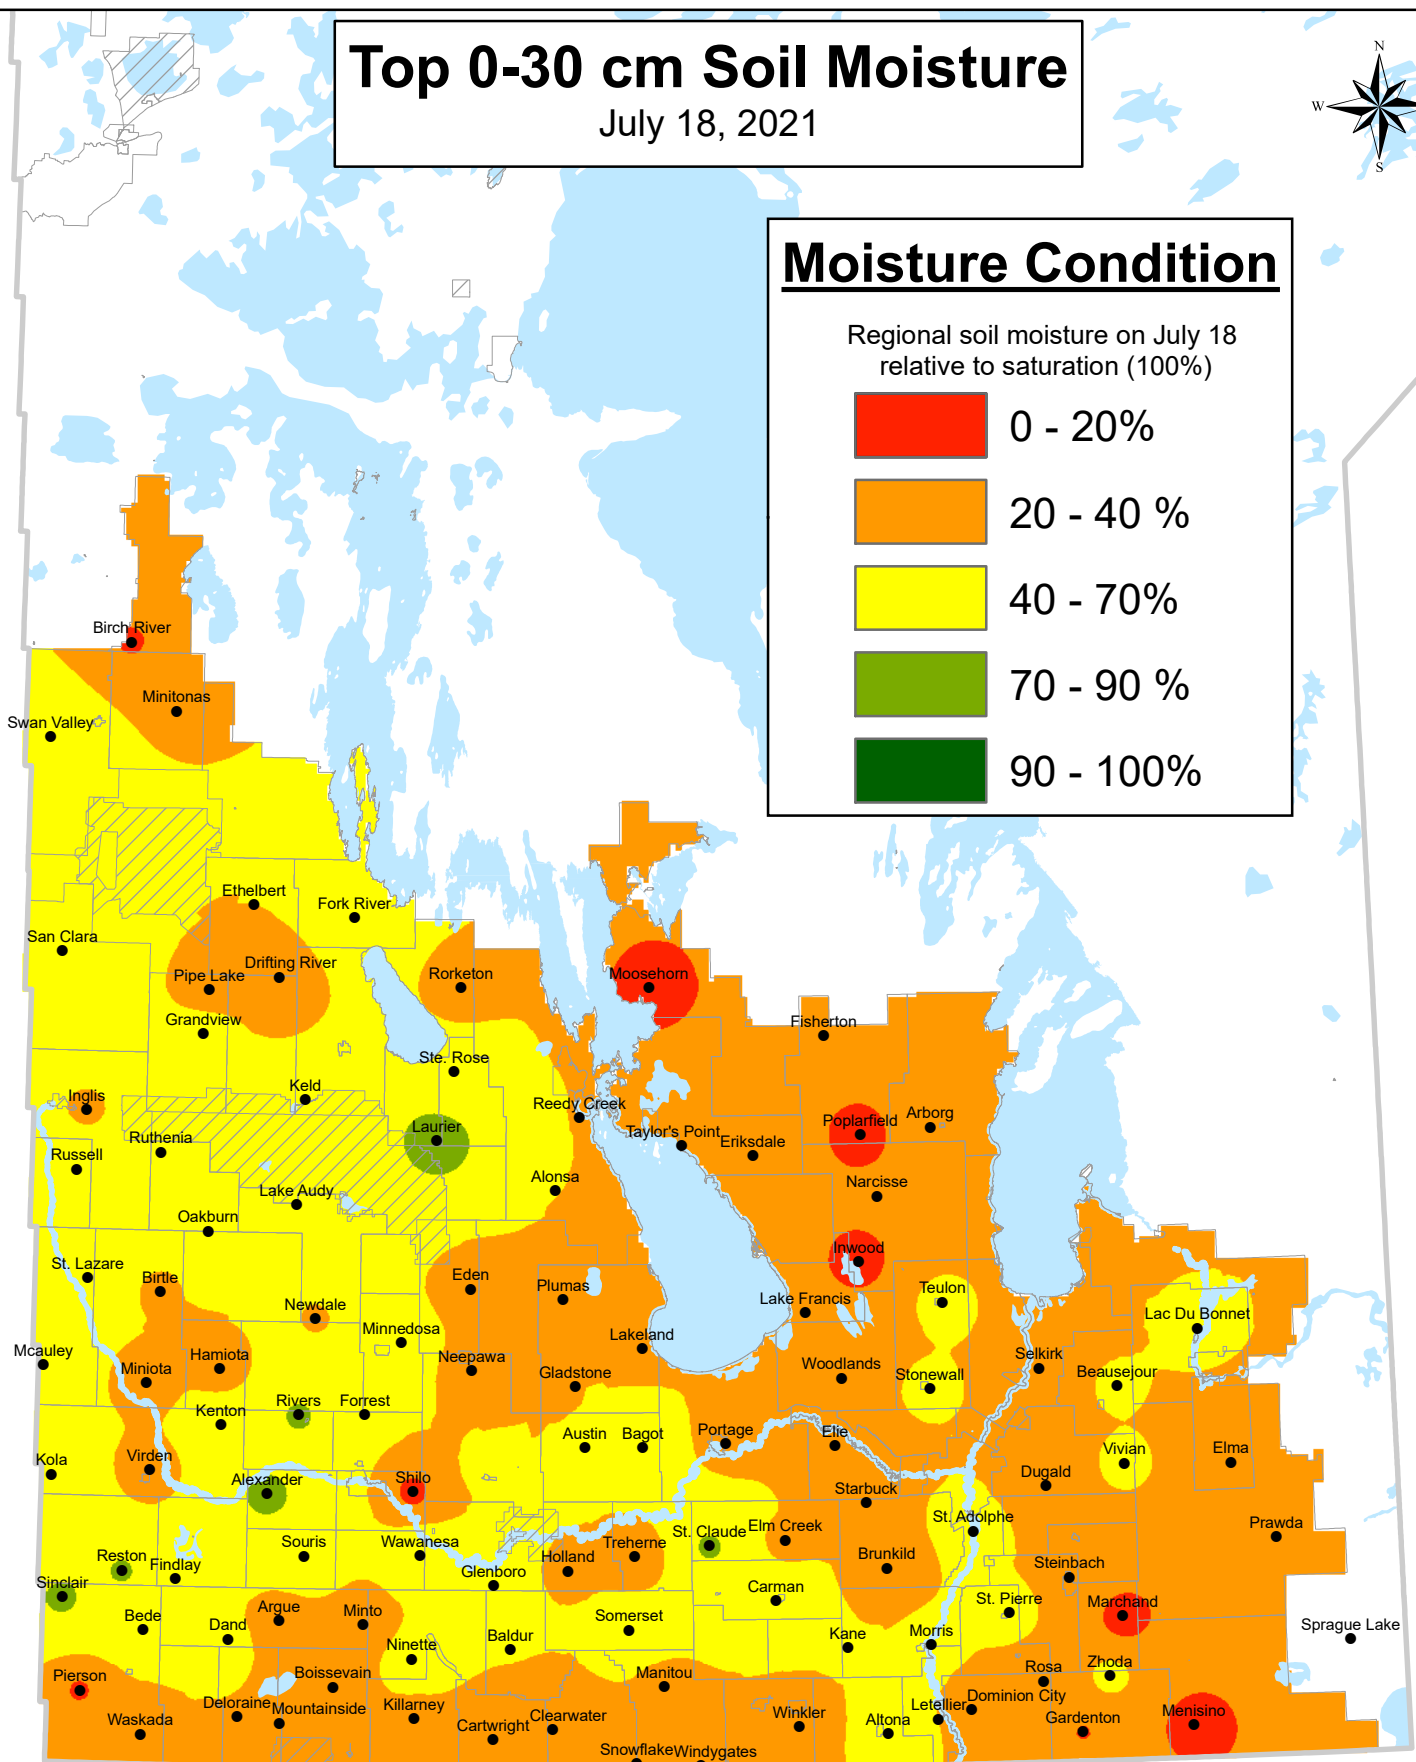 Top 0-30 cm Soil Moisture
July 18, 2021
N
W
S
Moisture Condition
Regional soil moisture on July 18
relative to saturation (100%)
0 - 20%
20 - 40 %
40 - 70%
70 - 90 %
90 - 100%
Birch River
Minitonas
Swan Valley
Ethelbert
Fork River
San Clara
Drifting River
Pipe Lake
Rorketon
Moosehorn
Grandview
Fisherton
Ste. Rose
Keld
Inglis
Reedy Creek
Laurier
Poplarfield
Arborg
Taylor's Point
Eriksdale
Ruthenia
Russell
Alonsa
Lake Audy
Narcisse
Oakburn
Inwood
St. Lazare
Birtle
Eden
Plumas
Teulon
Newdale
Lake Francis
Lac Du Bonnet
Minnedosa
Lakeland
Mcauley
Hamiota
Miniota
Neepawa
Gladstone
Woodlands
Stonewall
Selkirk
Beausejour
Rivers
Forrest
Kenton
Austin
Bagot
Portage
Elie
Virden
Kola
Vivian
Elma
Alexander
Shilo
Dugald
Starbuck
St. Adolphe
Prawda
St. Claude
Elm Creek
Souris
Wawanesa
Treherne
Holland
Brunkild
Reston
Findlay
Steinbach
Glenboro
Sinclair
Carman
St. Pierre
Marchand
Bede
Argue
Minto
Somerset
Dand
Baldur
Kane
Morris
Sprague Lake
Ninette
Pierson
Boissevain
Manitou
Rosa
Zhoda
Deloraine
Mountainside
Killarney
Waskada
Cartwright
Clearwater
Winkler
Altona
Letellier
Dominion City
Gardenton
Menisino
Snowflake
Windygates